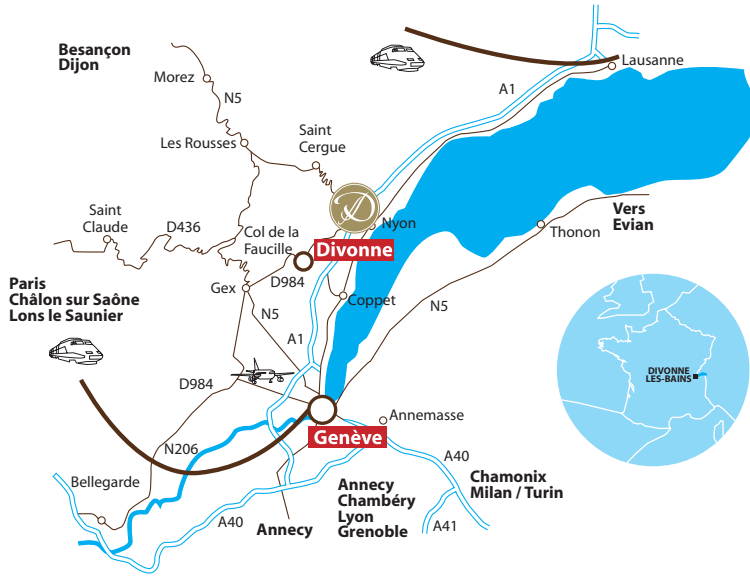 Besançon
Dijon
Lausanne
Morez
A1
N5
Les Rousses
Saint
Cergue
D
Saint
Claude
D436
Col de la
Faucille
Nyon
Vers
Evian
Thonon
Divonne
D984
Gex
Coppet
N5
Paris
Châlon sur Saône
Lons le Saunier
N5
A1
DIVONNE
LES-BAINS
D984
Annemasse
Genève
N206
A40
Bellegarde
Chamonix
Milan / Turin
Annecy
Chambéry
Lyon
Grenoble
A40
Annecy
A41